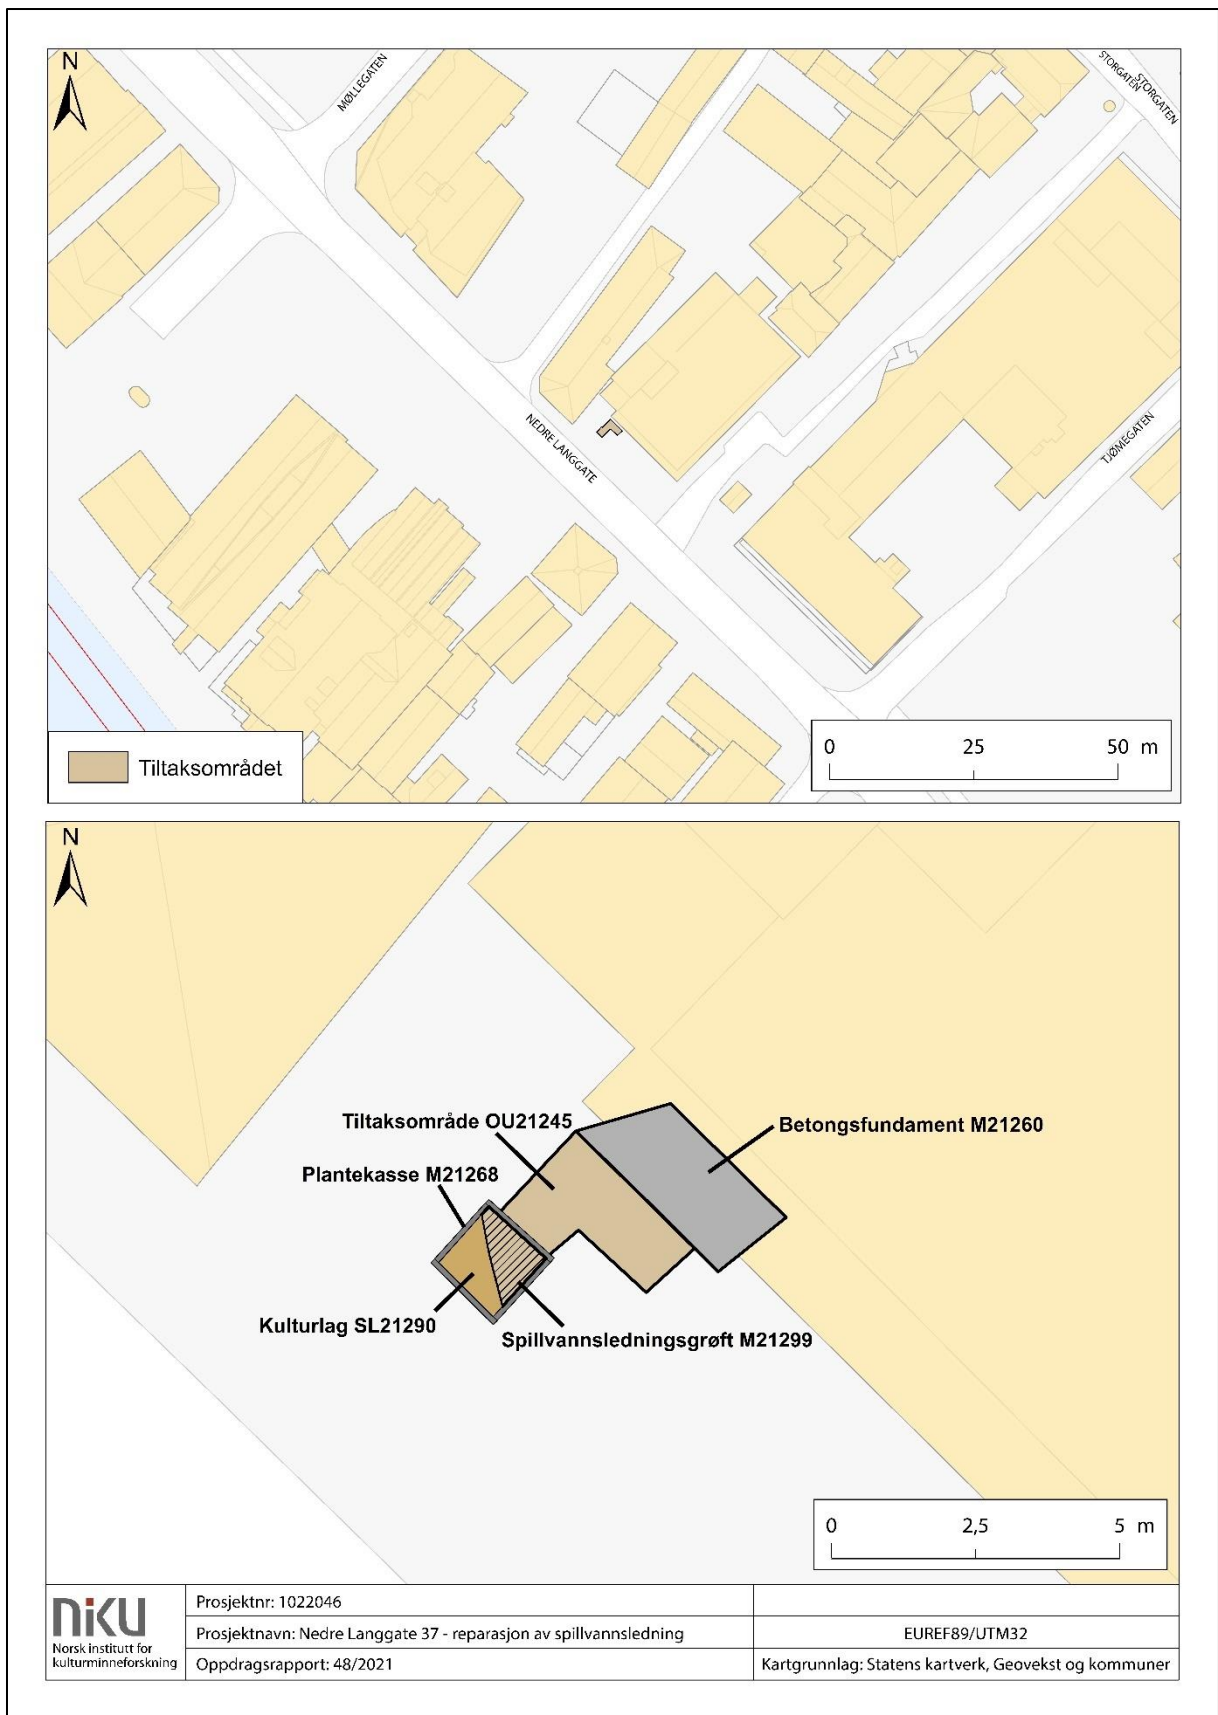 N
MØLLEGATEN
STORGATEN
STORGATEN
NEDRE LANGGATE
TJØMEGATEN
Tiltaksområdet
0 25 50 m
N
Tiltaksområde OU21245
Betongsfundament M21260
Plantekasse M21268
Kulturlag SL21290
Spillvannsledningsgrøft M21299
0 2,5 5 m
niku
Norsk institutt for
kulturminneforskning
Prosjektnr: 1022046
Prosjektnavn: Nedre Langgate 37 - reparasjon av spillvannsledning
EUREF89/UTM32
Oppdragsrapport: 48/2021
Kartgrunnlag: Statens kartverk, Geovekst og kommuner